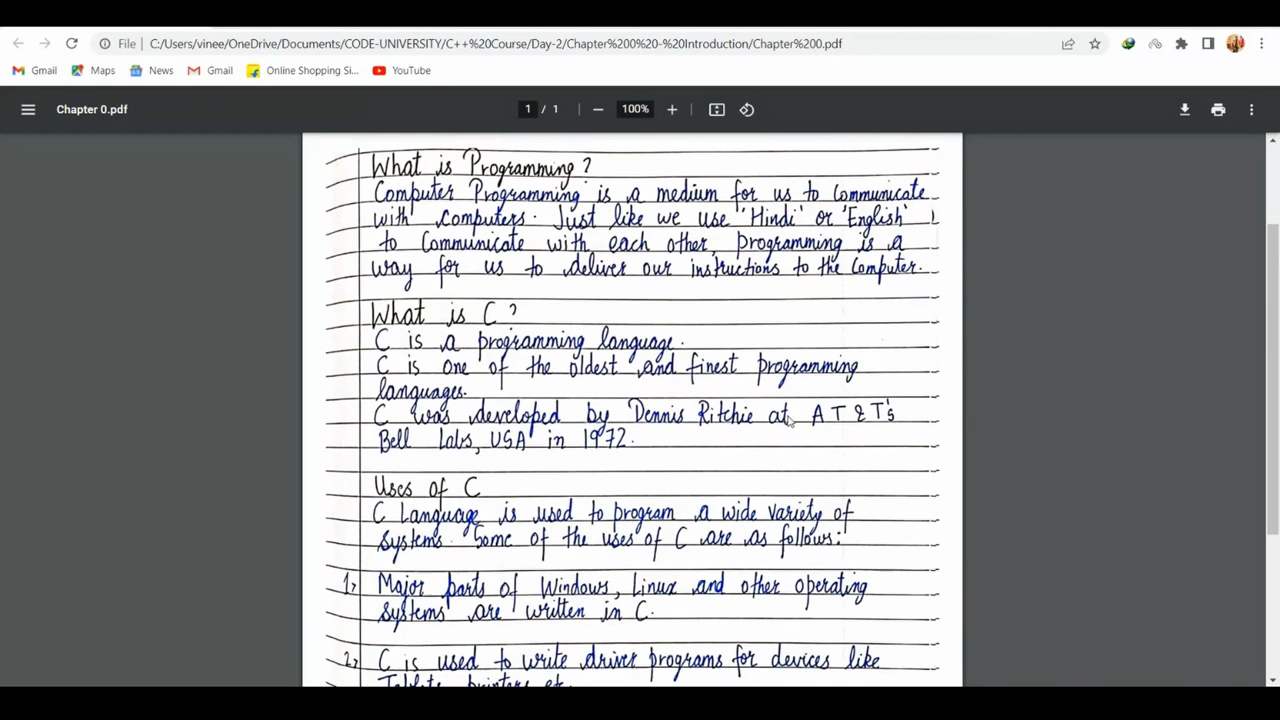 File C:/Users/vinee/OneDrive/Documents/CODE-UNIVERSITY/C++%20Course/Day-2/Chapter%200%20-%20Introduction/Chapter%200.pdf
Gmail Maps News Gmail Online Shopping Si... YouTube
Chapter 0.pdf 1 / 1 100%
What is Programming?
Computer Programming is a medium for us to communicate
with computers. Just like we use 'Hindi' or 'English'
to communicate with each other, programming is a
way for us to deliver our instructions to the computer.
What is C?
C is a programming language.
C is one of the oldest and finest programming
languages.
C was developed by Dennis Ritchie at A T & T's
Bell Labs, USA in 1972.
Uses of C
C Language is used to program a wide variety of
systems. Some of the uses of C are as follows:
1, Major parts of Windows, Linux and other operating
systems are written in C.
2, C is used to write driver programs for devices like
Tablets, printers etc.